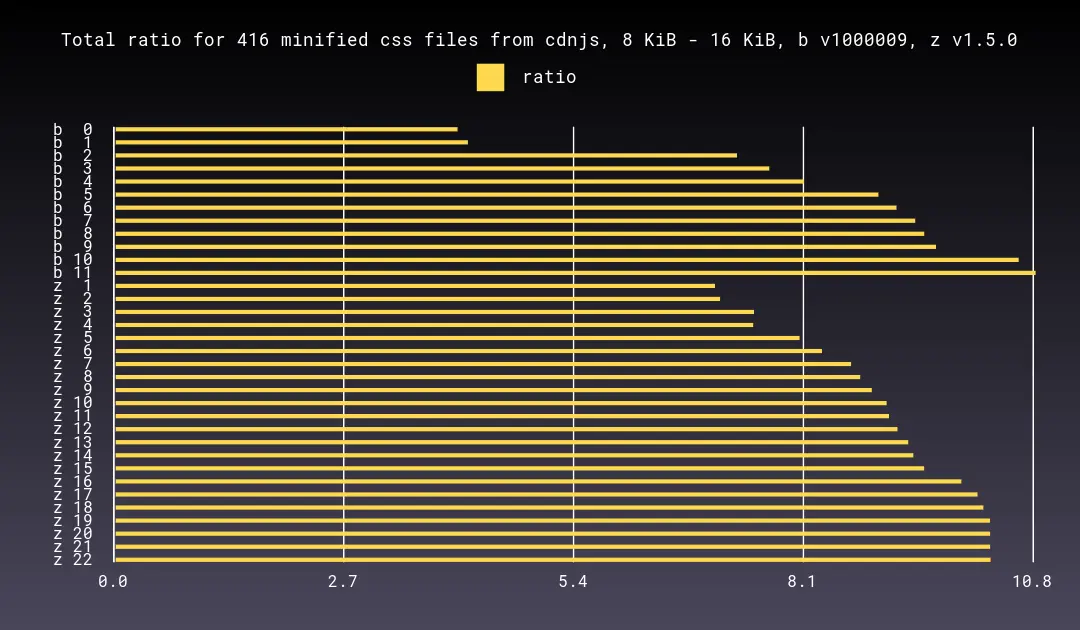 Total ratio for 416 minified css files from cdnjs, 8 KiB - 16 KiB, b v1000009, z v1.5.0
ratio
b 0
b 1
b 2
b 3
b 4
b 5
b 6
b 7
b 8
b 9
b 10
b 11
z 1
z 2
z 3
z 4
z 5
z 6
z 7
z 8
z 9
z 10
z 11
z 12
z 13
z 14
z 15
z 16
z 17
z 18
z 19
z 20
z 21
z 22
0.0 2.7 5.4 8.1 10.8